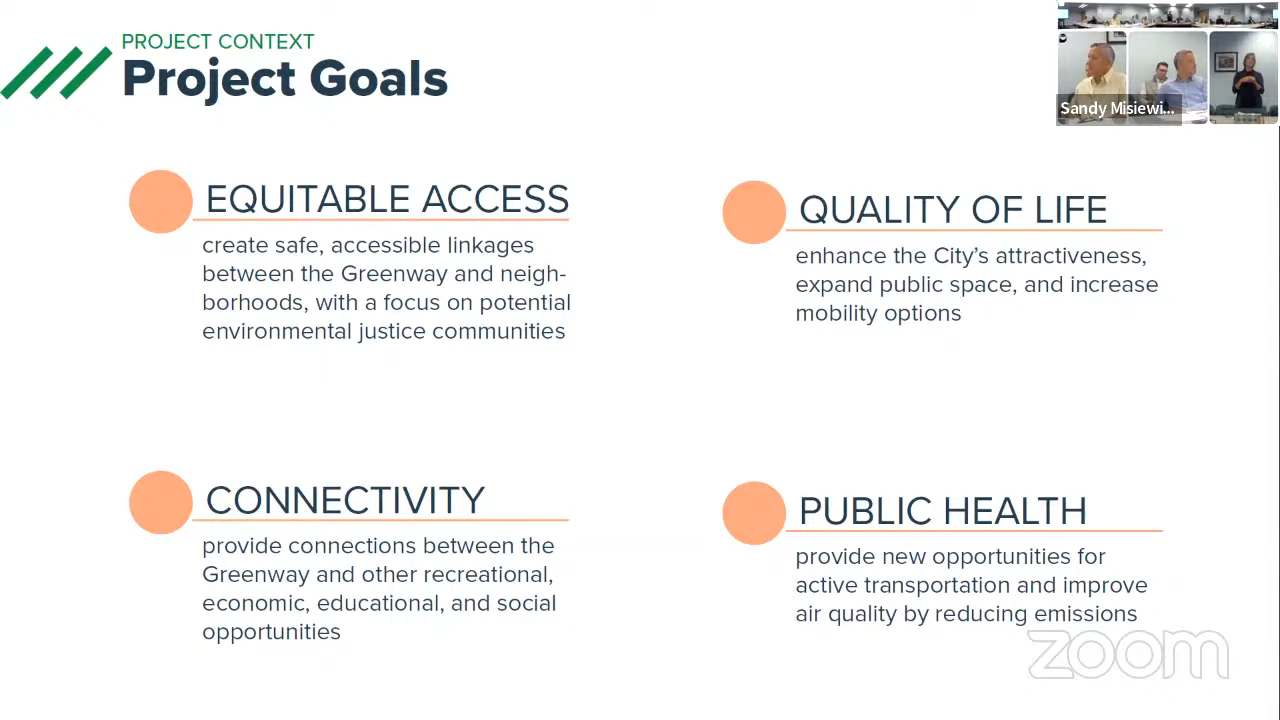 PROJECT CONTEXT
Project Goals
Sandy Misiewi...
EQUITABLE ACCESS
create safe, accessible linkages
between the Greenway and neigh-
borhoods, with a focus on potential
environmental justice communities
QUALITY OF LIFE
enhance the City's attractiveness,
expand public space, and increase
mobility options
CONNECTIVITY
provide connections between the
Greenway and other recreational,
economic, educational, and social
opportunities
PUBLIC HEALTH
provide new opportunities for
active transportation and improve
air quality by reducing emissions
zoom